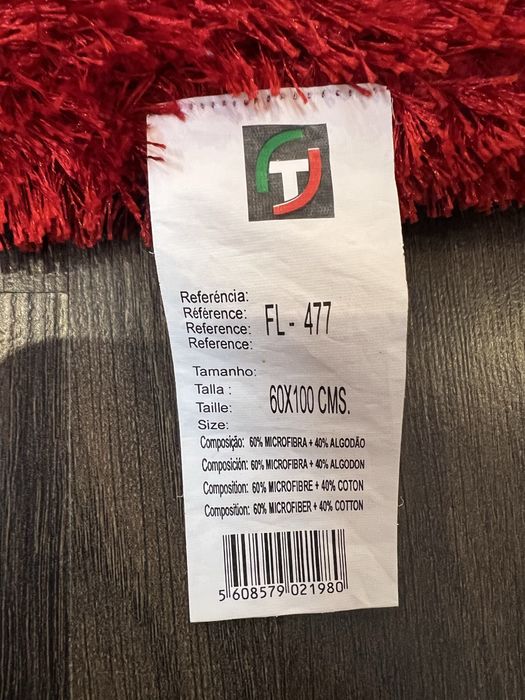 T
Referéncia:
Référence:
Reference: FL - 477
Reference:
Tamanho:
Talla :
Taille: 60X100 CMS.
Size:
Composição: 60% MICROFIBRA + 40% ALGODÃO
Composición: 60% MICROFIBRA + 40% ALGODON
Composition: 60% MICROFIBRE + 40% COTON
Composition: 60% MICROFIBER + 40% COTTON
5 608579 021980